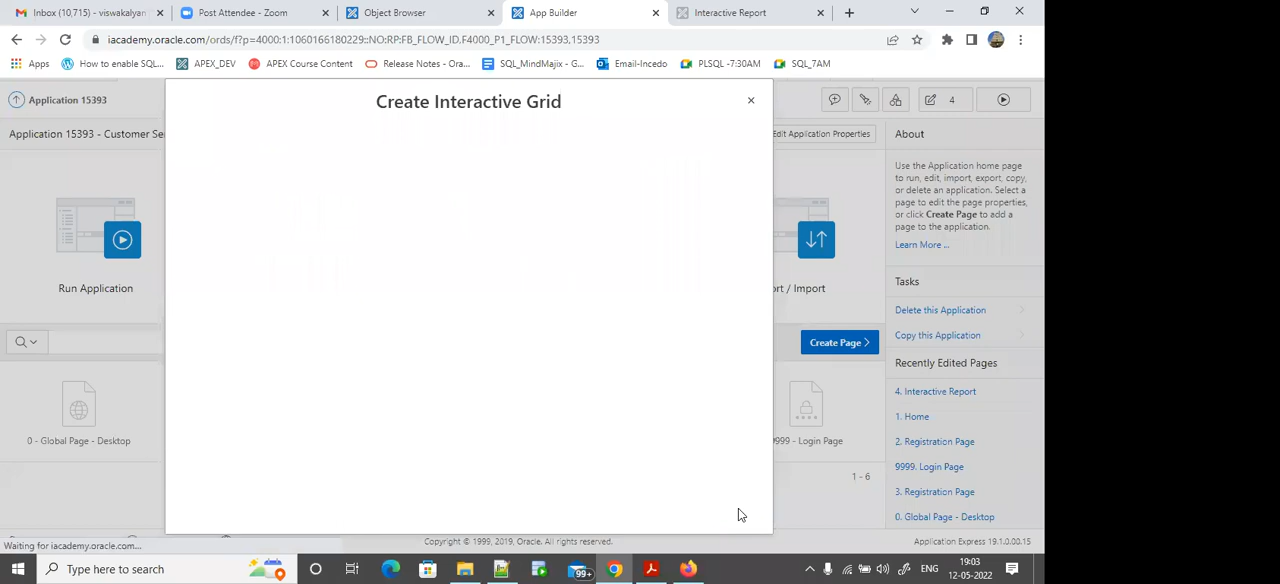 Inbox (10,715) - viswakalyan
Post Attendee - Zoom
Object Browser
App Builder
Interactive Report
iacademy.oracle.com/ords/f?p=4000:1:1060166180229::NO:RP:FB_FLOW_ID.F4000_P1_FLOW:15393,15393
Apps
How to enable SQL...
APEX_DEV
APEX Course Content
Release Notes - Ora...
SQL_MindMajix - G...
Email-Incedo
PLSQL -7:30AM
SQL_7AM
Application 15393
Create Interactive Grid
4
Application 15393 - Customer Se
Edit Application Properties
About
Use the Application home page
to run, edit, import, export, copy,
or delete an application. Select a
page to edit the page properties,
or click Create Page to add a
page to the application.
Learn More ...
Run Application
ort / Import
Tasks
Delete this Application
Copy this Application
Create Page
Recently Edited Pages
4. Interactive Report
1. Home
2. Registration Page
9999. Login Page
3. Registration Page
0. Global Page - Desktop
0 - Global Page - Desktop
9999 - Login Page
1 - 6
Waiting for iacademy.oracle.com...
Copyright © 1999, 2019, Oracle. All rights reserved.
Application Express 19.1.0.00.15
Type here to search
99+
ENG
19:03
12-05-2022